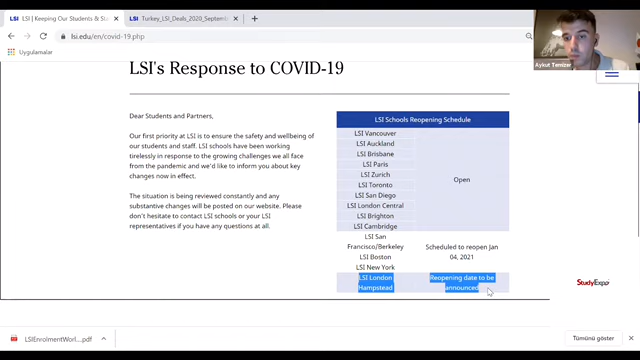 LSI LSI | Keeping Our Students & Sta
LSI Turkey_LSI_Deals_2020_Septemb
lsi.edu/en/covid-19.php
Uygulamalar
Aykut Temizer
LSI's Response to COVID-19
Dear Students and Partners,
Our first priority at LSI is to ensure the safety and wellbeing of
our students and staff. LSI schools have been working
tirelessly in response to the growing challenges we all face
from the pandemic and we'd like to inform you about key
changes now in effect.
The situation is being reviewed constantly and any
substantive changes will be posted on our website. Please
don't hesitate to contact LSI schools or your LSI
representatives if you have any questions at all.
LSI Schools Reopening Schedule
LSI Vancouver
LSI Auckland
LSI Brisbane
LSI Paris
LSI Zurich
LSI Toronto
LSI San Diego
LSI London Central
LSI Brighton
LSI Cambridge
Open
LSI San
Francisco/Berkeley
LSI Boston
LSI New York
Scheduled to reopen Jan
04, 2021
LSI London
Hampstead
Reopening date to be
announced
StudyExpo
LSIEnrolmentWorl....pdf
Tümünü göster